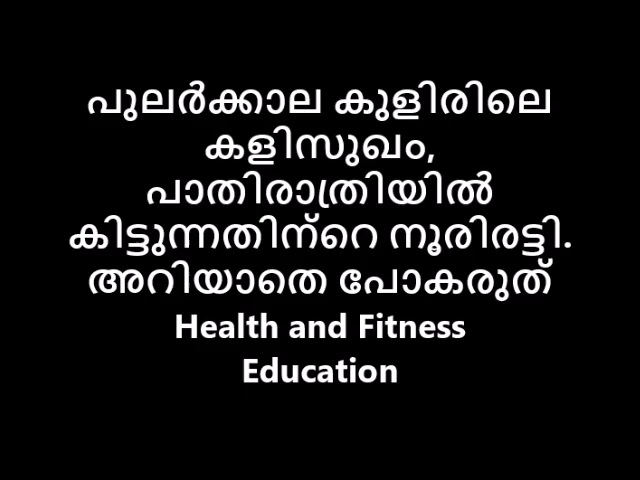 പുലർക്കാല കുളിരിലെ
കളിസുഖം,
പാതിരാത്രിയിൽ
കിട്ടുന്നതിന്റെ നൂരിരട്ടി.
അറിയാതെ പോകരുത്
Health and Fitness
Education